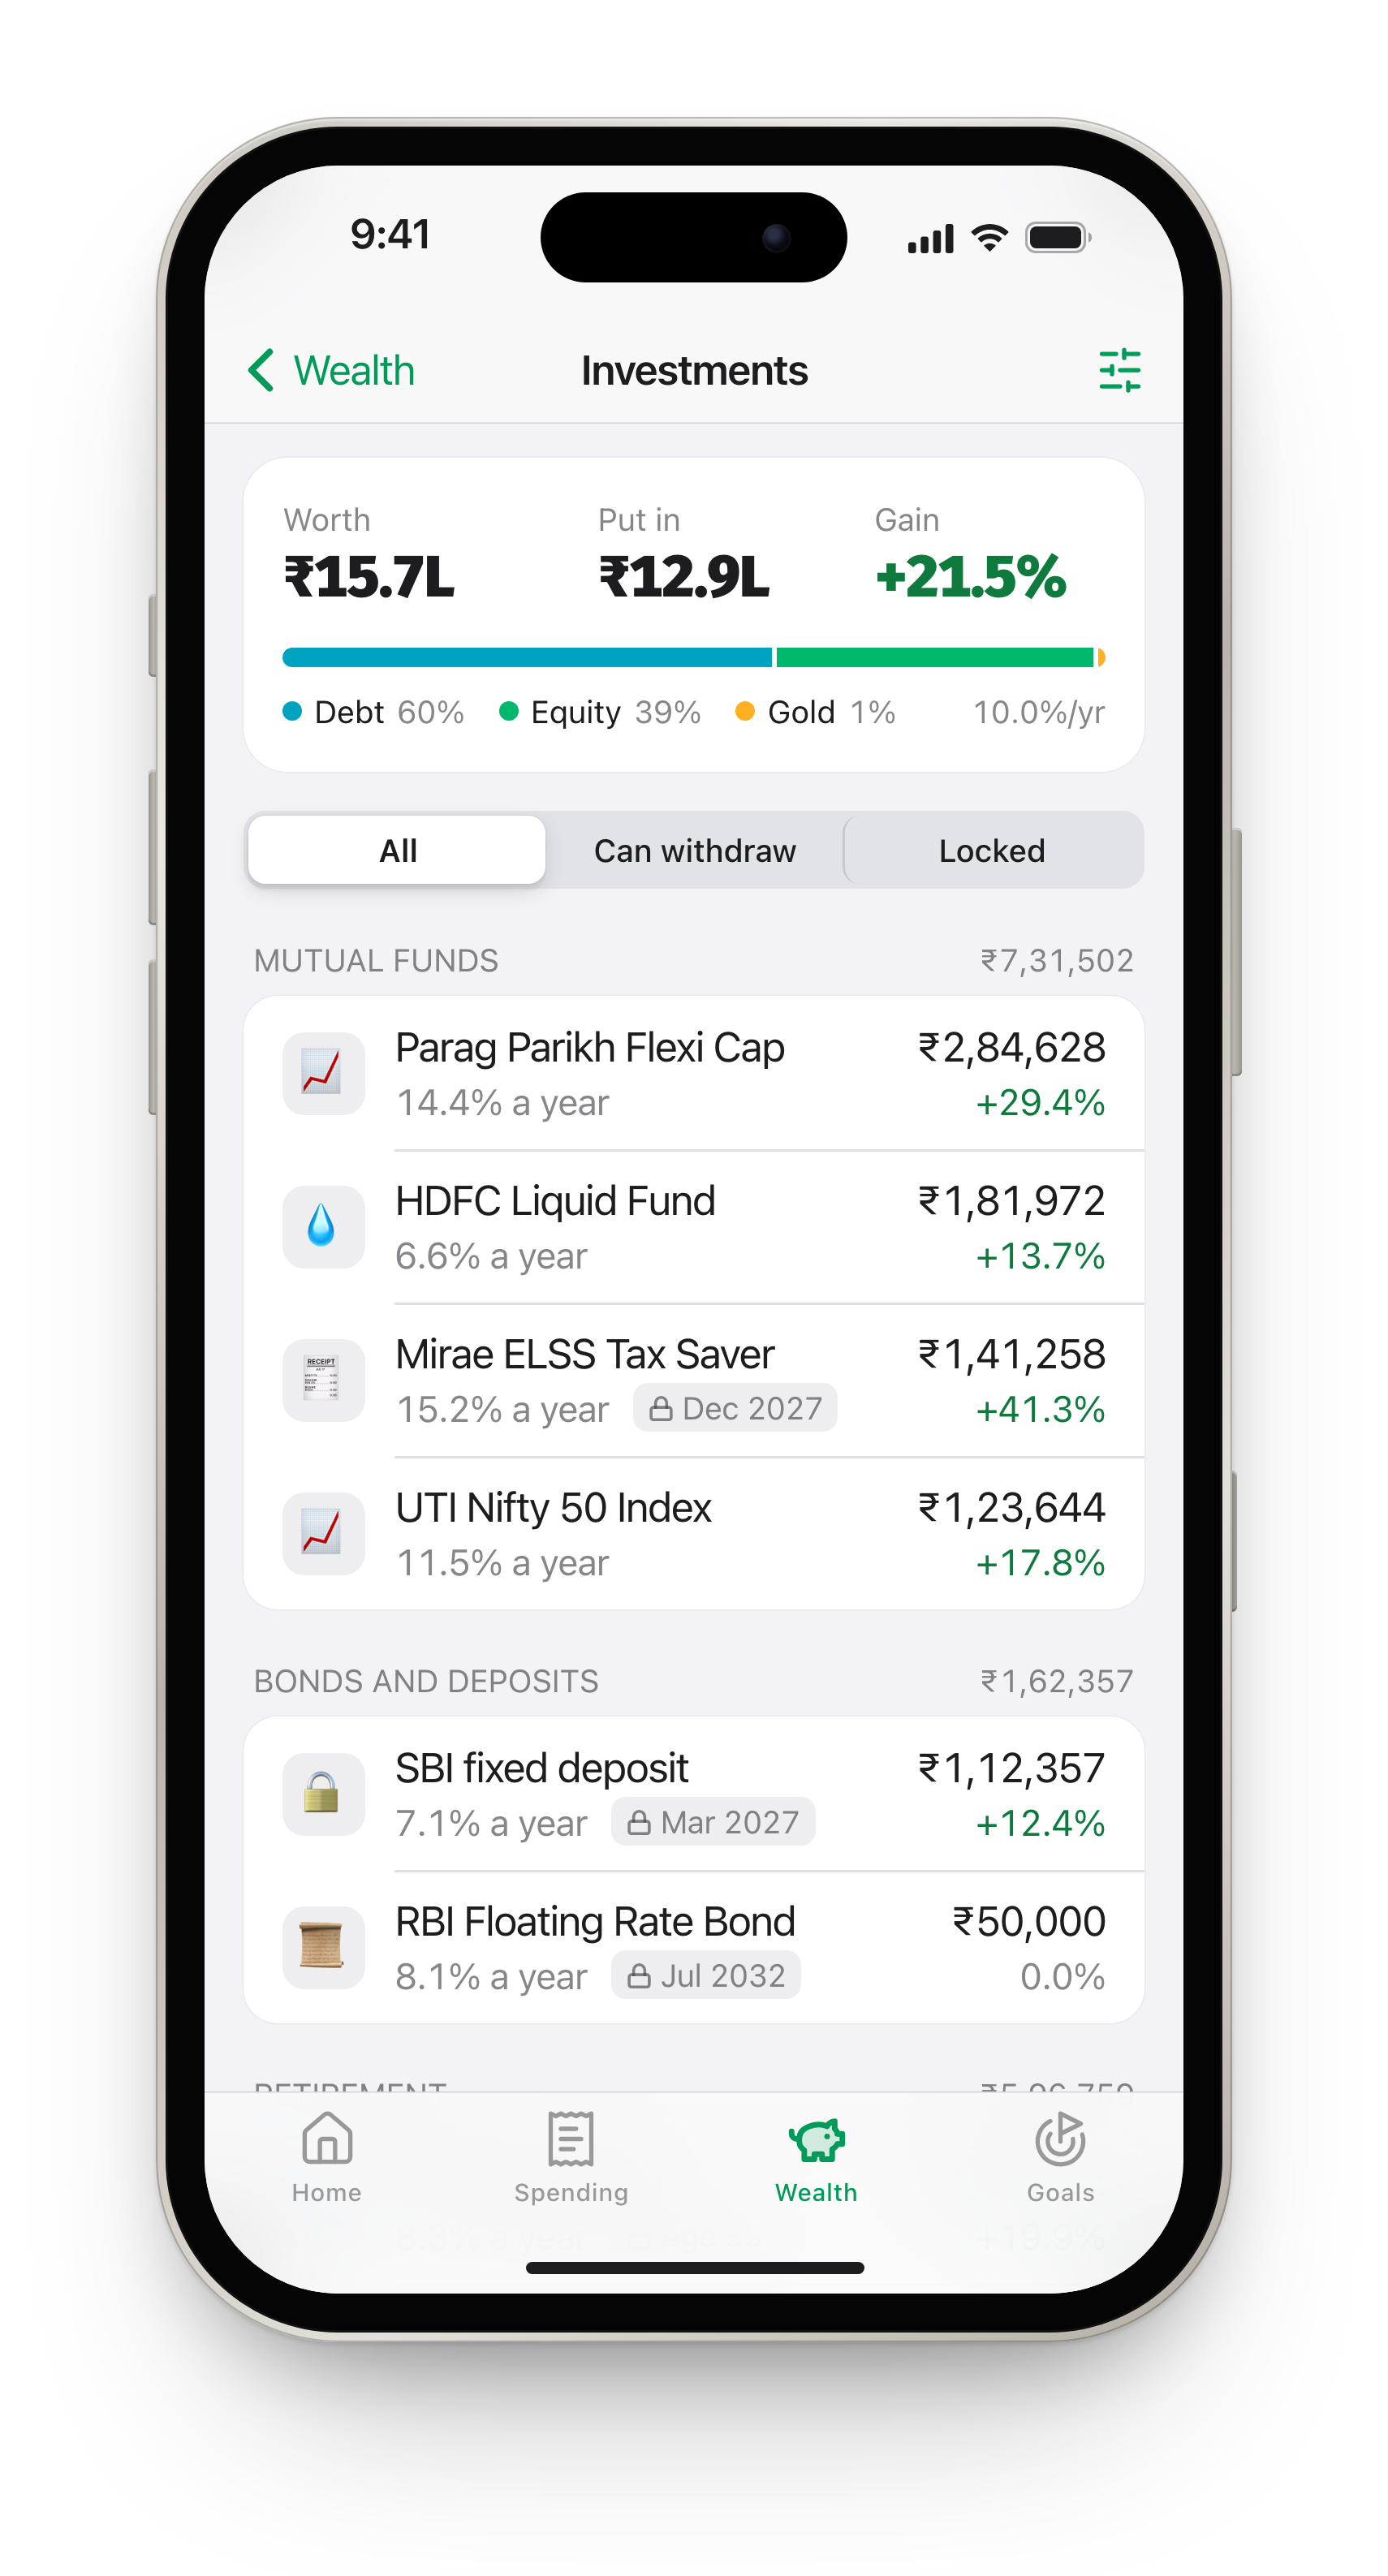 9:41
Wealth
Investments
Worth Put in Gain
₹15.7L ₹12.9L +21.5%
Debt 60% Equity 39% Gold 1% 10.0%/yr
All Can withdraw Locked
MUTUAL FUNDS ₹7,31,502
Parag Parikh Flexi Cap ₹2,84,628
14.4% a year +29.4%
HDFC Liquid Fund ₹1,81,972
6.6% a year +13.7%
RECEIPT
Mirae ELSS Tax Saver ₹1,41,258
15.2% a year Dec 2027 +41.3%
UTI Nifty 50 Index ₹1,23,644
11.5% a year +17.8%
BONDS AND DEPOSITS ₹1,62,357
SBI fixed deposit ₹1,12,357
7.1% a year Mar 2027 +12.4%
RBI Floating Rate Bond ₹50,000
8.1% a year Jul 2032 0.0%
RETIREMENT
Home Spending Wealth Goals